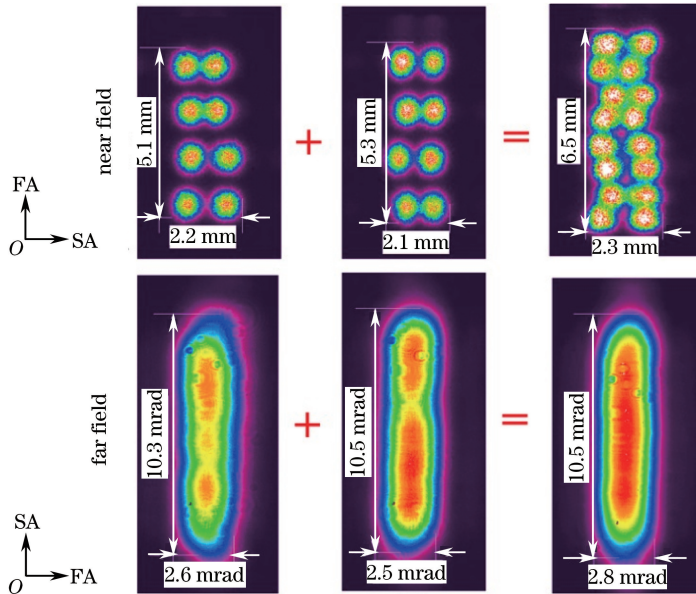 near field
FA
O
SA
5.1 mm
2.2 mm
+
5.3 mm
2.1 mm
=
6.5 mm
2.3 mm
far field
SA
O
FA
10.3 mrad
2.6 mrad
+
10.5 mrad
2.5 mrad
=
10.5 mrad
2.8 mrad